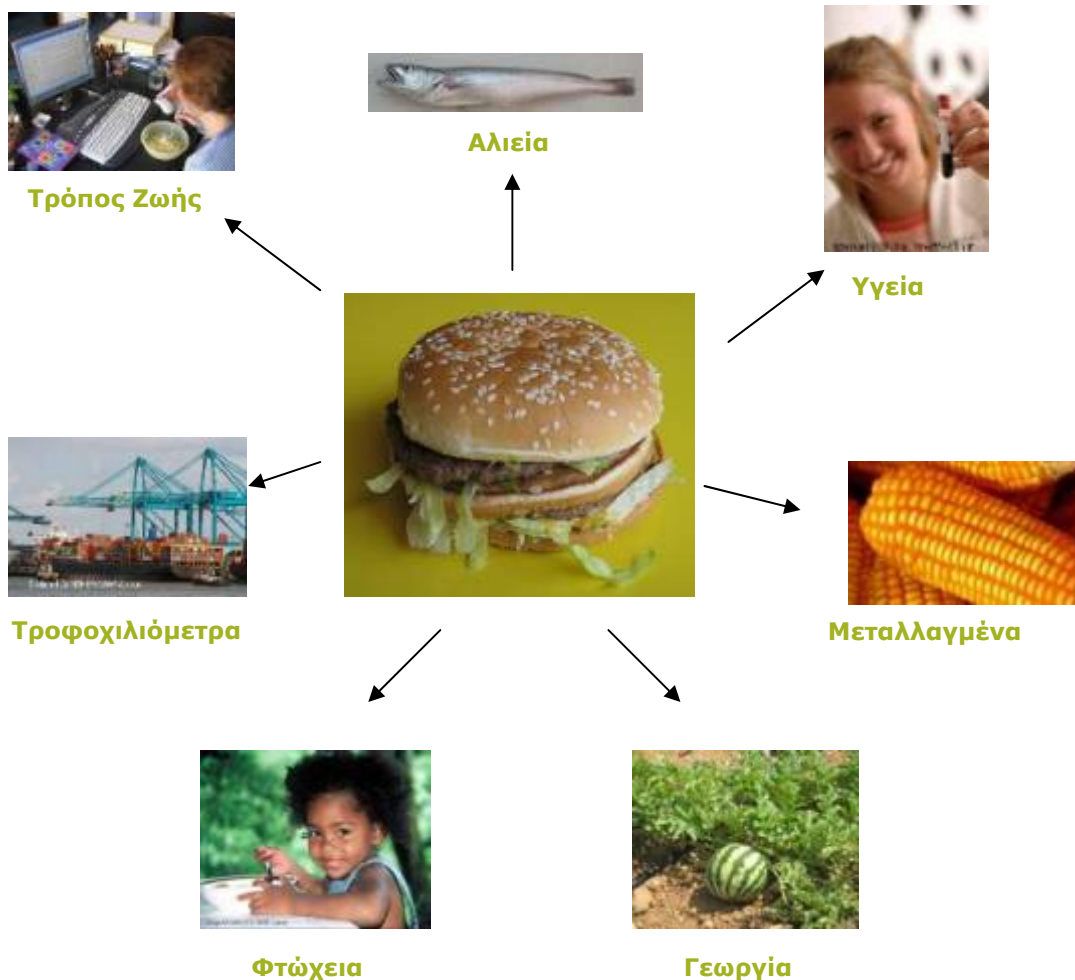 Αλιεία
Τρόπος Ζωής
Υγεία
Τροφοχιλιόμετρα
Μεταλλαγμένα
Φτώχεια
Γεωργία